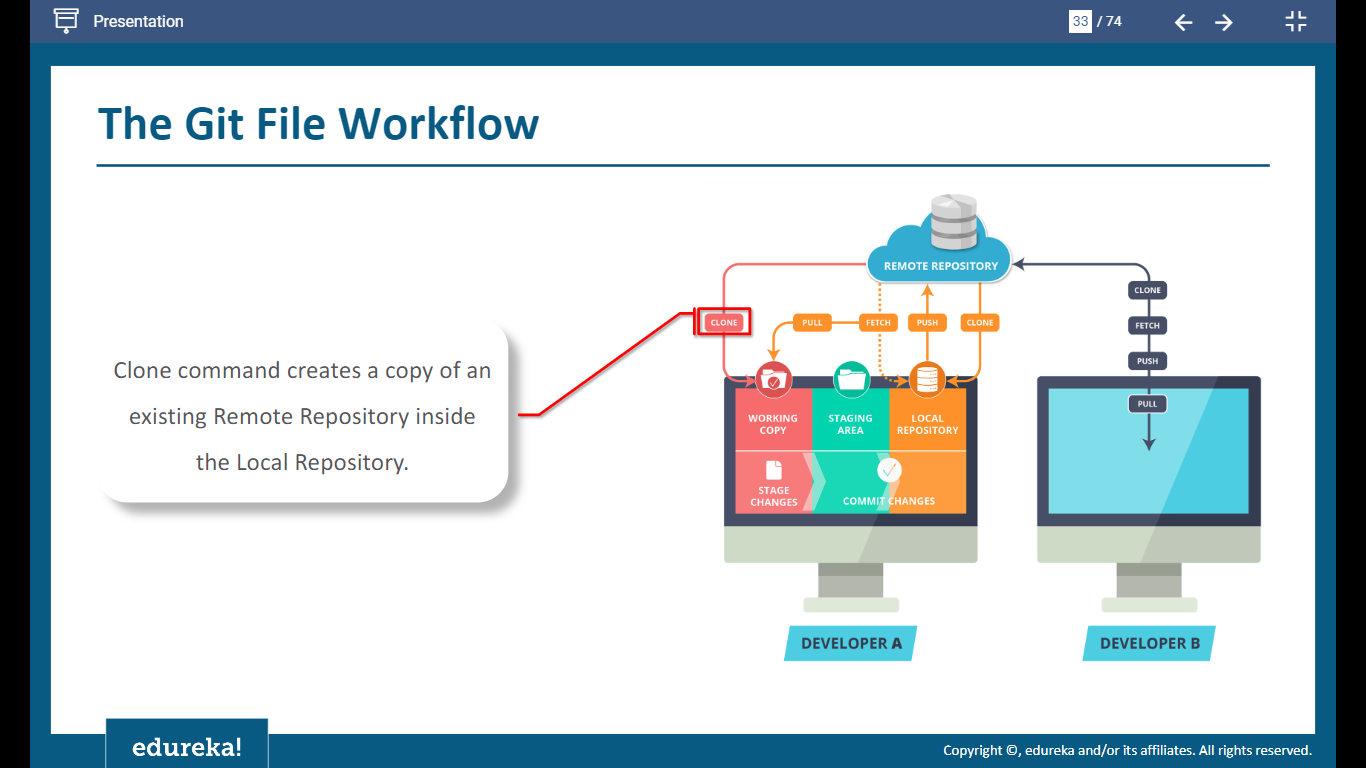 Presentation
33 / 74
The Git File Workflow
Clone command creates a copy of an
existing Remote Repository inside
the Local Repository.
REMOTE REPOSITORY
CLONE
PULL
FETCH
PUSH
CLONE
CLONE
FETCH
PUSH
PULL
WORKING
COPY
STAGING
AREA
LOCAL
REPOSITORY
STAGE
CHANGES
COMMIT CHANGES
DEVELOPER A
DEVELOPER B
edureka!
Copyright ©, edureka and/or its affiliates. All rights reserved.